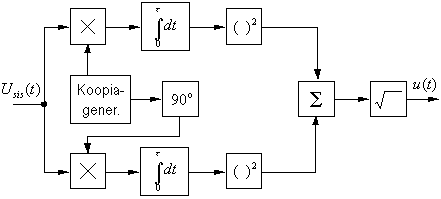 τ
∫dt
0
( )²
U_sis(t)
Koopia-
gener.
90°
Σ
√
u(t)
τ
∫dt
0
( )²